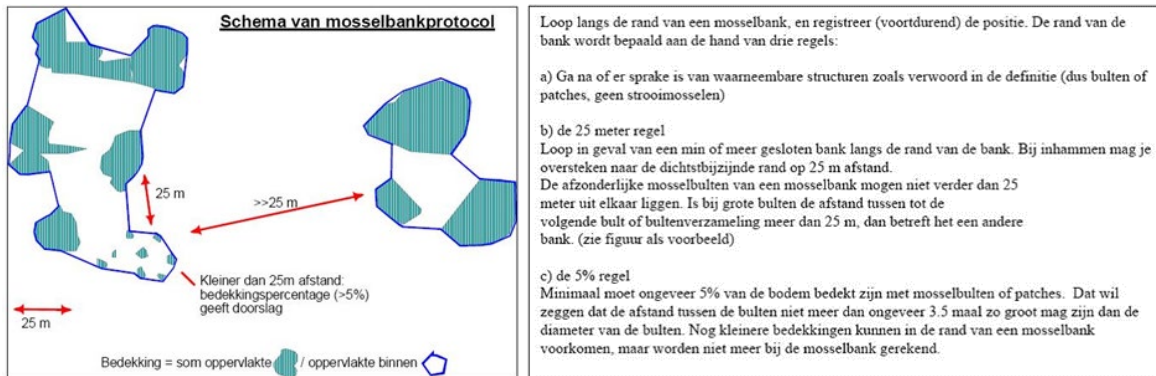 Schema van mosselbankprotocol
25 m
>>25 m
Kleiner dan 25m afstand:
bedekkingspercentage (>5%)
geeft doorslag
25 m
Bedekking = som oppervlakte / oppervlakte binnen
Loop langs de rand van een mosselbank, en registreer (voortdurend) de positie. De rand van de
bank wordt bepaald aan de hand van drie regels:
a) Ga na of er sprake is van waarneembare structuren zoals verwoord in de definitie (dus bulten of
patches, geen strooimosselen)
b) de 25 meter regel
Loop in geval van een min of meer gesloten bank langs de rand van de bank. Bij inhammen mag je
oversteken naar de dichtstbijzijnde rand op 25 m afstand.
De afzonderlijke mosselbulten van een mosselbank mogen niet verder dan 25
meter uit elkaar liggen. Is bij grote bulten de afstand tussen tot de
volgende bult of bultenverzameling meer dan 25 m, dan betreft het een andere
bank. (zie figuur als voorbeeld)
c) de 5% regel
Minimaal moet ongeveer 5% van de bodem bedekt zijn met mosselbulten of patches. Dat wil
zeggen dat de afstand tussen de bulten niet meer dan ongeveer 3.5 maal zo groot mag zijn dan de
diameter van de bulten. Nog kleinere bedekkingen kunnen in de rand van een mosselbank
voorkomen, maar worden niet meer bij de mosselbank gerekend.